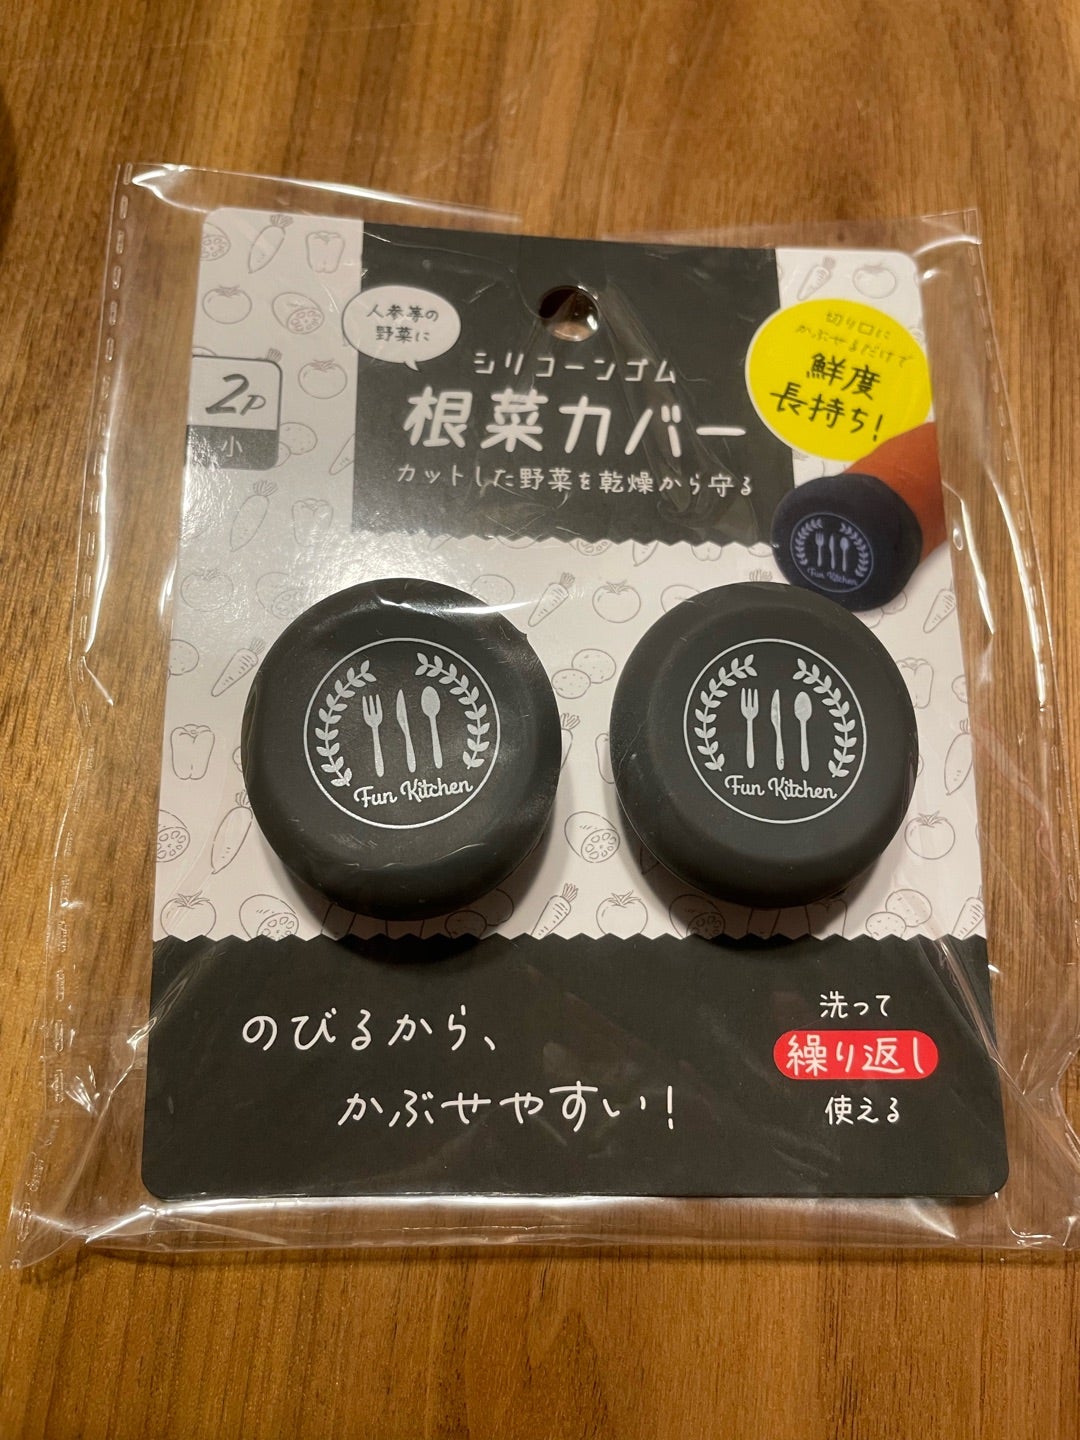 人参等の
野菜に
切り口に
かぶせるだけで
鮮度
長持ち!
2P
小
シリコーンゴム
根菜カバー
カットした野菜を乾燥から守る
Fun Kitchen
Fun Kitchen
Fun Kitchen
のびるから、
かぶせやすい!
洗って
繰り返し
使える